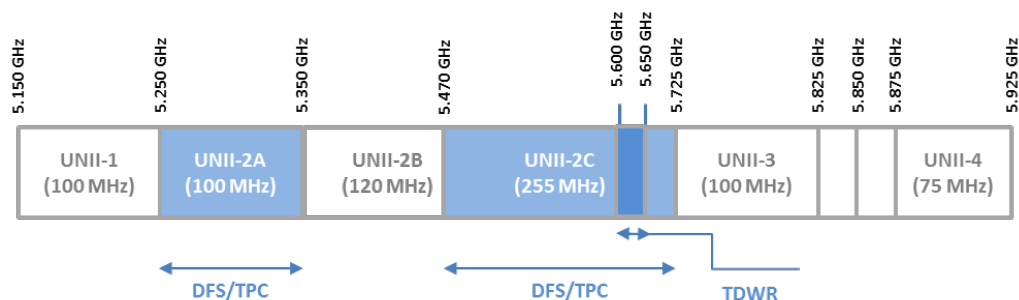 5.150 GHz
5.250 GHz
5.350 GHz
5.470 GHz
5.600 GHz
5.650 GHz
5.725 GHz
5.825 GHz
5.850 GHz
5.875 GHz
5.925 GHz
UNII-1
(100 MHz)
UNII-2A
(100 MHz)
UNII-2B
(120 MHz)
UNII-2C
(255 MHz)
UNII-3
(100 MHz)
UNII-4
(75 MHz)
DFS/TPC
DFS/TPC
TDWR